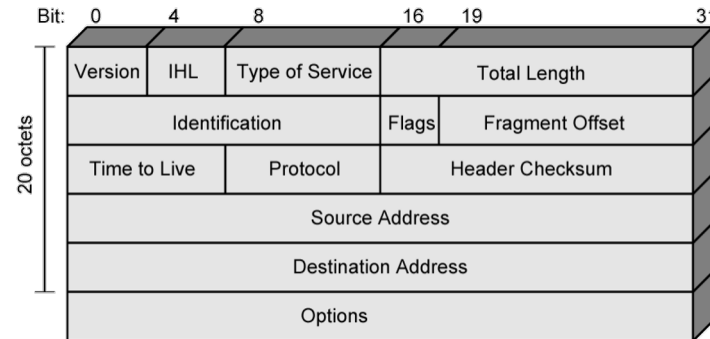 Bit: 0 4 8 16 19 31
Version IHL Type of Service Total Length
Identification Flags Fragment Offset
Time to Live Protocol Header Checksum
Source Address
Destination Address
Options
20 octets